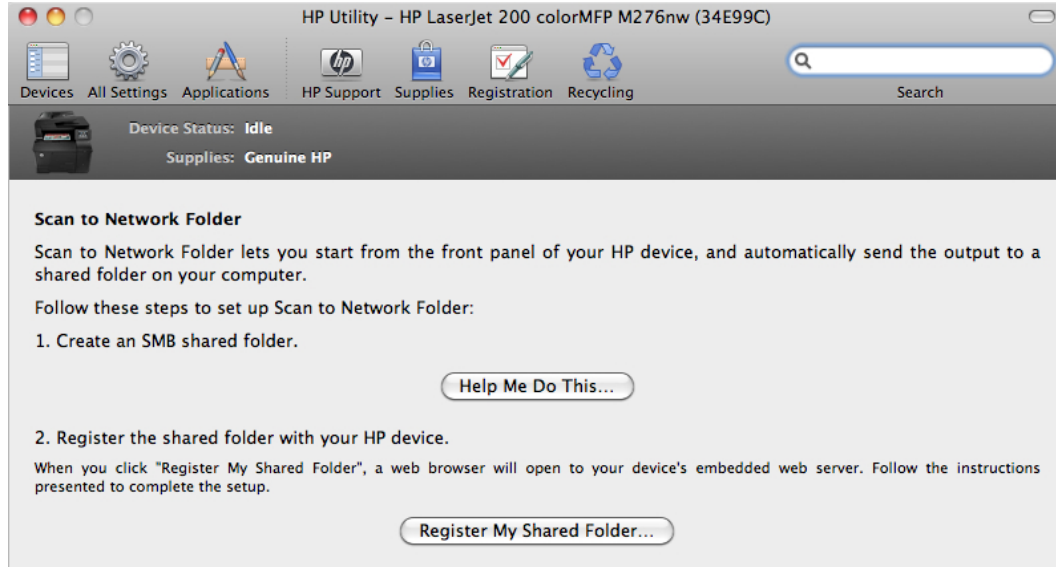 HP Utility – HP LaserJet 200 colorMFP M276nw (34E99C)
Devices All Settings Applications HP Support Supplies Registration Recycling Search
Device Status: Idle
Supplies: Genuine HP
Scan to Network Folder
Scan to Network Folder lets you start from the front panel of your HP device, and automatically send the output to a
shared folder on your computer.
Follow these steps to set up Scan to Network Folder:
1. Create an SMB shared folder.
Help Me Do This...
2. Register the shared folder with your HP device.
When you click "Register My Shared Folder", a web browser will open to your device's embedded web server. Follow the instructions
presented to complete the setup.
Register My Shared Folder...